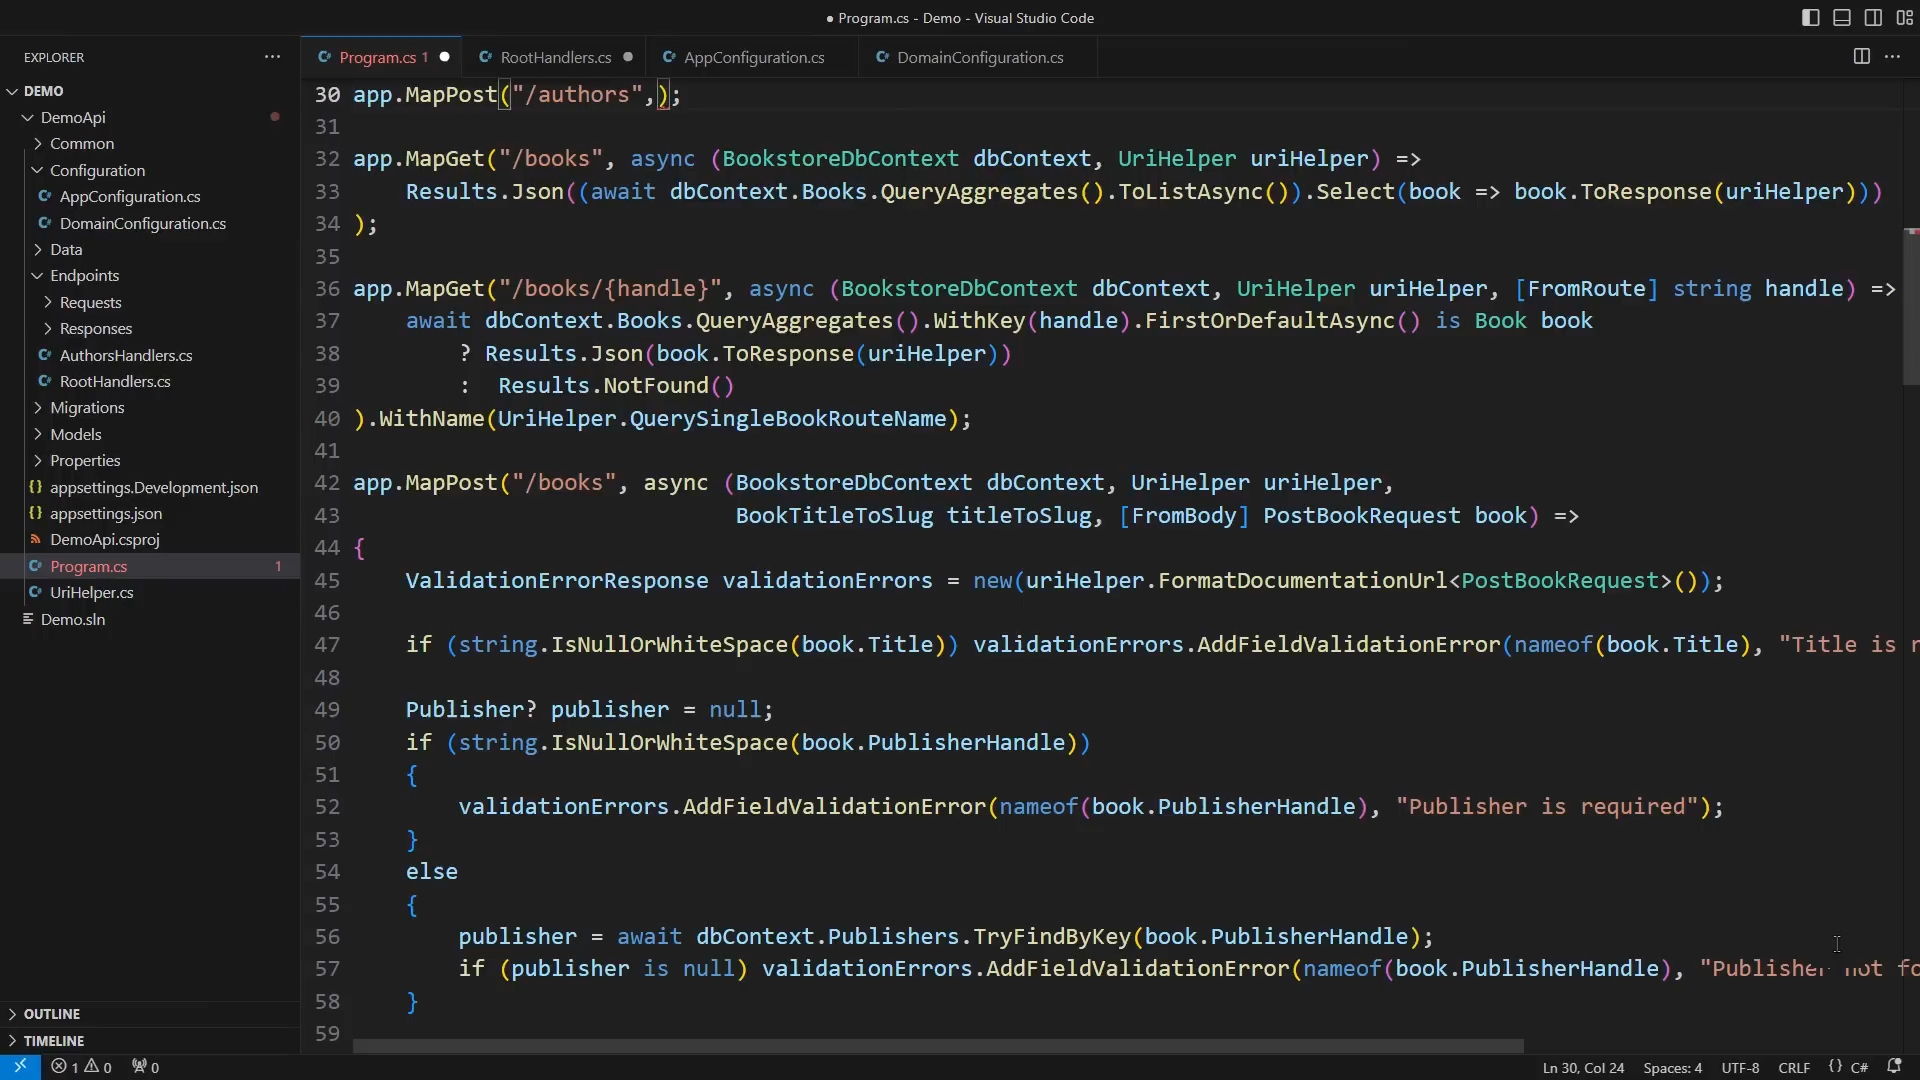 ● Program.cs - Demo - Visual Studio Code
EXPLORER
Program.cs 1
RootHandlers.cs
AppConfiguration.cs
DomainConfiguration.cs
DEMO
DemoApi
Common
Configuration
AppConfiguration.cs
DomainConfiguration.cs
Data
Endpoints
Requests
Responses
AuthorsHandlers.cs
RootHandlers.cs
Migrations
Models
Properties
appsettings.Development.json
appsettings.json
DemoApi.csproj
Program.cs 1
UriHelper.cs
Demo.sln
OUTLINE
TIMELINE
30 app.MapPost("/authors",);
31
32 app.MapGet("/books", async (BookstoreDbContext dbContext, UriHelper uriHelper) =>
33 Results.Json((await dbContext.Books.QueryAggregates().ToListAsync()).Select(book => book.ToResponse(uriHelper)))
34 );
35
36 app.MapGet("/books/{handle}", async (BookstoreDbContext dbContext, UriHelper uriHelper, [FromRoute] string handle) =>
37 await dbContext.Books.QueryAggregates().WithKey(handle).FirstOrDefaultAsync() is Book book
38 ? Results.Json(book.ToResponse(uriHelper))
39 : Results.NotFound()
40 ).WithName(UriHelper.QuerySingleBookRouteName);
41
42 app.MapPost("/books", async (BookstoreDbContext dbContext, UriHelper uriHelper,
43 BookTitleToSlug titleToSlug, [FromBody] PostBookRequest book) =>
44 {
45 ValidationErrorResponse validationErrors = new(uriHelper.FormatDocumentationUrl<PostBookRequest>());
46
47 if (string.IsNullOrWhiteSpace(book.Title)) validationErrors.AddFieldValidationError(nameof(book.Title), "Title is r
48
49 Publisher? publisher = null;
50 if (string.IsNullOrWhiteSpace(book.PublisherHandle))
51 {
52 validationErrors.AddFieldValidationError(nameof(book.PublisherHandle), "Publisher is required");
53 }
54 else
55 {
56 publisher = await dbContext.Publishers.TryFindByKey(book.PublisherHandle);
57 if (publisher is null) validationErrors.AddFieldValidationError(nameof(book.PublisherHandle), "Publisher not fo
58 }
59
1 0 0
Ln 30, Col 24 Spaces: 4 UTF-8 CRLF {} C#